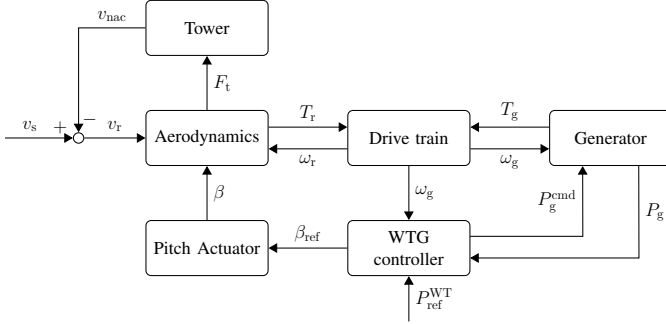 v_nac
Tower
F_t
T_r
T_g
v_s
+
−
v_r
Aerodynamics
Drive train
Generator
ω_r
ω_g
ω_g
β
ω_g
P_g^cmd
P_g
Pitch Actuator
β_ref
WTG
controller
P_ref^WT